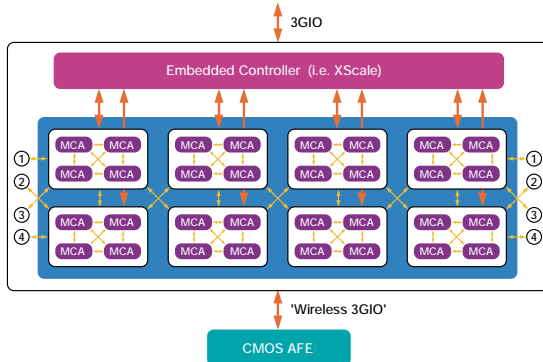 3GIO
Embedded Controller (i.e. XScale)
MCA MCA MCA MCA MCA MCA MCA MCA
1 1
MCA MCA MCA MCA MCA MCA MCA MCA
2 2
3 3
MCA MCA MCA MCA MCA MCA MCA MCA
4 4
MCA MCA MCA MCA MCA MCA MCA MCA
'Wireless 3GIO'
CMOS AFE